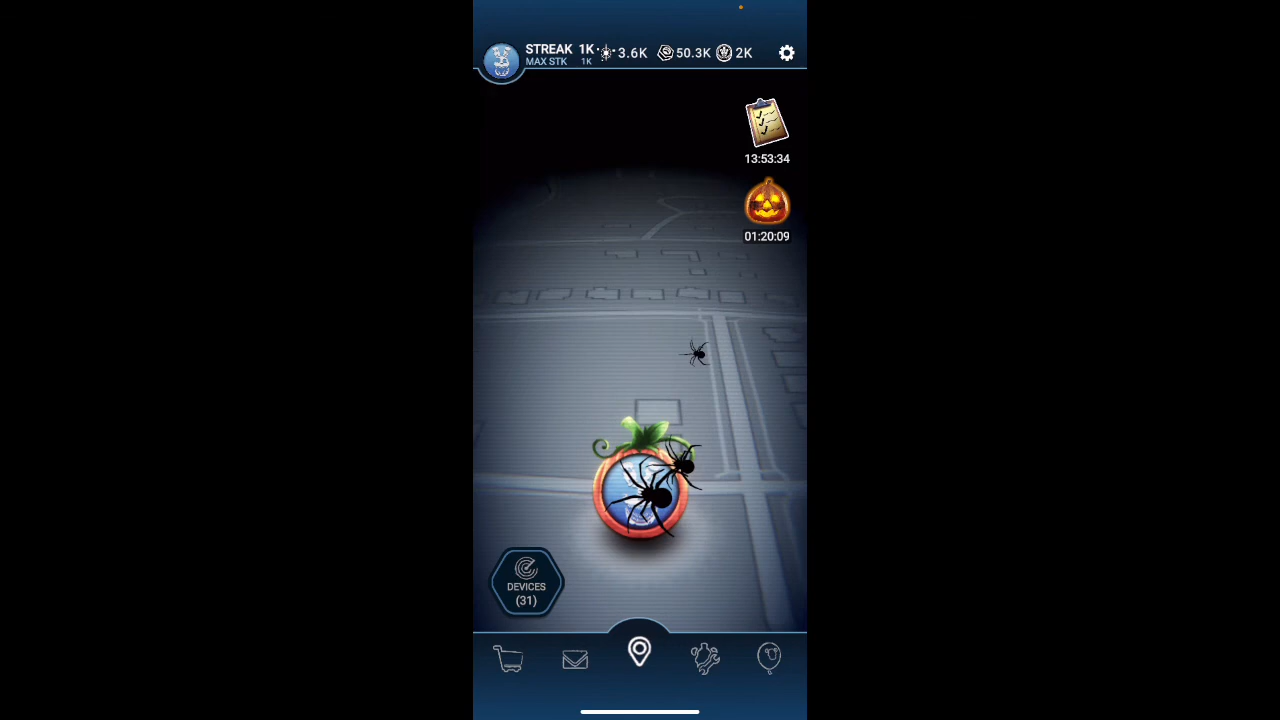 STREAK 1K 3.6K 50.3K 2K
MAX STK 1K
13:53:34
01:20:09
DEVICES
(31)